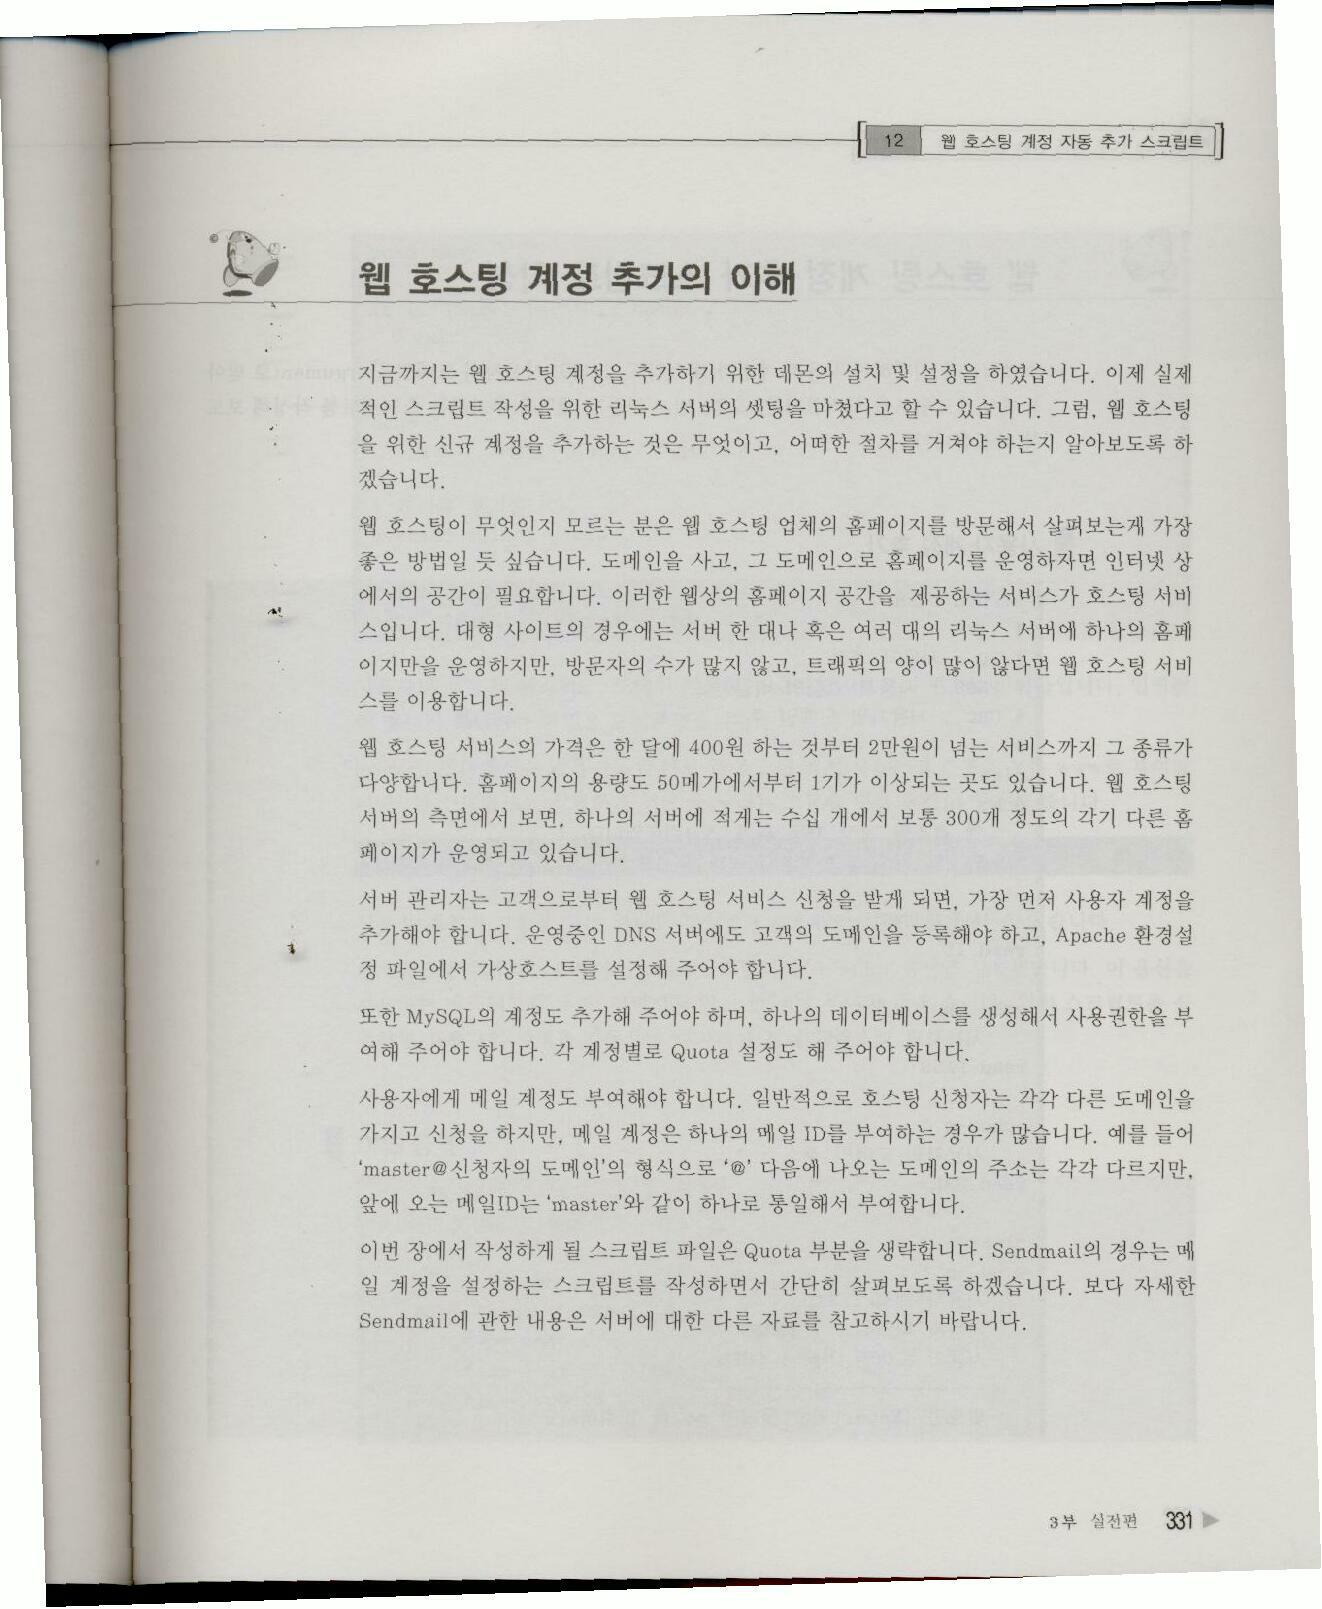 12 웹 호스팅 계정 자동 추가 스크립트
웹 호스팅 계정 추가의 이해
지금까지는 웹 호스팅 계정을 추가하기 위한 데몬의 설치 및 설정을 하였습니다. 이제 실제
적인 스크립트 작성을 위한 리눅스 서버의 셋팅을 마쳤다고 할 수 있습니다. 그럼, 웹 호스팅
을 위한 신규 계정을 추가하는 것은 무엇이고, 어떠한 절차를 거쳐야 하는지 알아보도록 하
겠습니다.
웹 호스팅이 무엇인지 모르는 분은 웹 호스팅 업체의 홈페이지를 방문해서 살펴보는게 가장
좋은 방법일 듯 싶습니다. 도메인을 사고, 그 도메인으로 홈페이지를 운영하자면 인터넷 상
에서의 공간이 필요합니다. 이러한 웹상의 홈페이지 공간을 제공하는 서비스가 호스팅 서비
스입니다. 대형 사이트의 경우에는 서버 한 대나 혹은 여러 대의 리눅스 서버에 하나의 홈페
이지만을 운영하지만, 방문자의 수가 많지 않고, 트래픽의 양이 많이 않다면 웹 호스팅 서비
스를 이용합니다.
웹 호스팅 서비스의 가격은 한 달에 400원 하는 것부터 2만원이 넘는 서비스까지 그 종류가
다양합니다. 홈페이지의 용량도 50메가에서부터 1기가 이상되는 곳도 있습니다. 웹 호스팅
서버의 측면에서 보면, 하나의 서버에 적게는 수십 개에서 보통 300개 정도의 각기 다른 홈
페이지가 운영되고 있습니다.
서버 관리자는 고객으로부터 웹 호스팅 서비스 신청을 받게 되면, 가장 먼저 사용자 계정을
추가해야 합니다. 운영중인 DNS 서버에도 고객의 도메인을 등록해야 하고, Apache 환경설
정 파일에서 가상호스트를 설정해 주어야 합니다.
또한 MySQL의 계정도 추가해 주어야 하며, 하나의 데이터베이스를 생성해서 사용권한을 부
여해 주어야 합니다. 각 계정별로 Quota 설정도 해 주어야 합니다.
사용자에게 메일 계정도 부여해야 합니다. 일반적으로 호스팅 신청자는 각각 다른 도메인을
가지고 신청을 하지만, 메일 계정은 하나의 메일 ID를 부여하는 경우가 많습니다. 예를 들어
‘master@신청자의 도메인’의 형식으로 ‘@’ 다음에 나오는 도메인의 주소는 각각 다르지만,
앞에 오는 메일ID는 ‘master’와 같이 하나로 통일해서 부여합니다.
이번 장에서 작성하게 될 스크립트 파일은 Quota 부분을 생략합니다. Sendmail의 경우는 메
일 계정을 설정하는 스크립트를 작성하면서 간단히 살펴보도록 하겠습니다. 보다 자세한
Sendmail에 관한 내용은 서버에 대한 다른 자료를 참고하시기 바랍니다.
3부 실전편 331